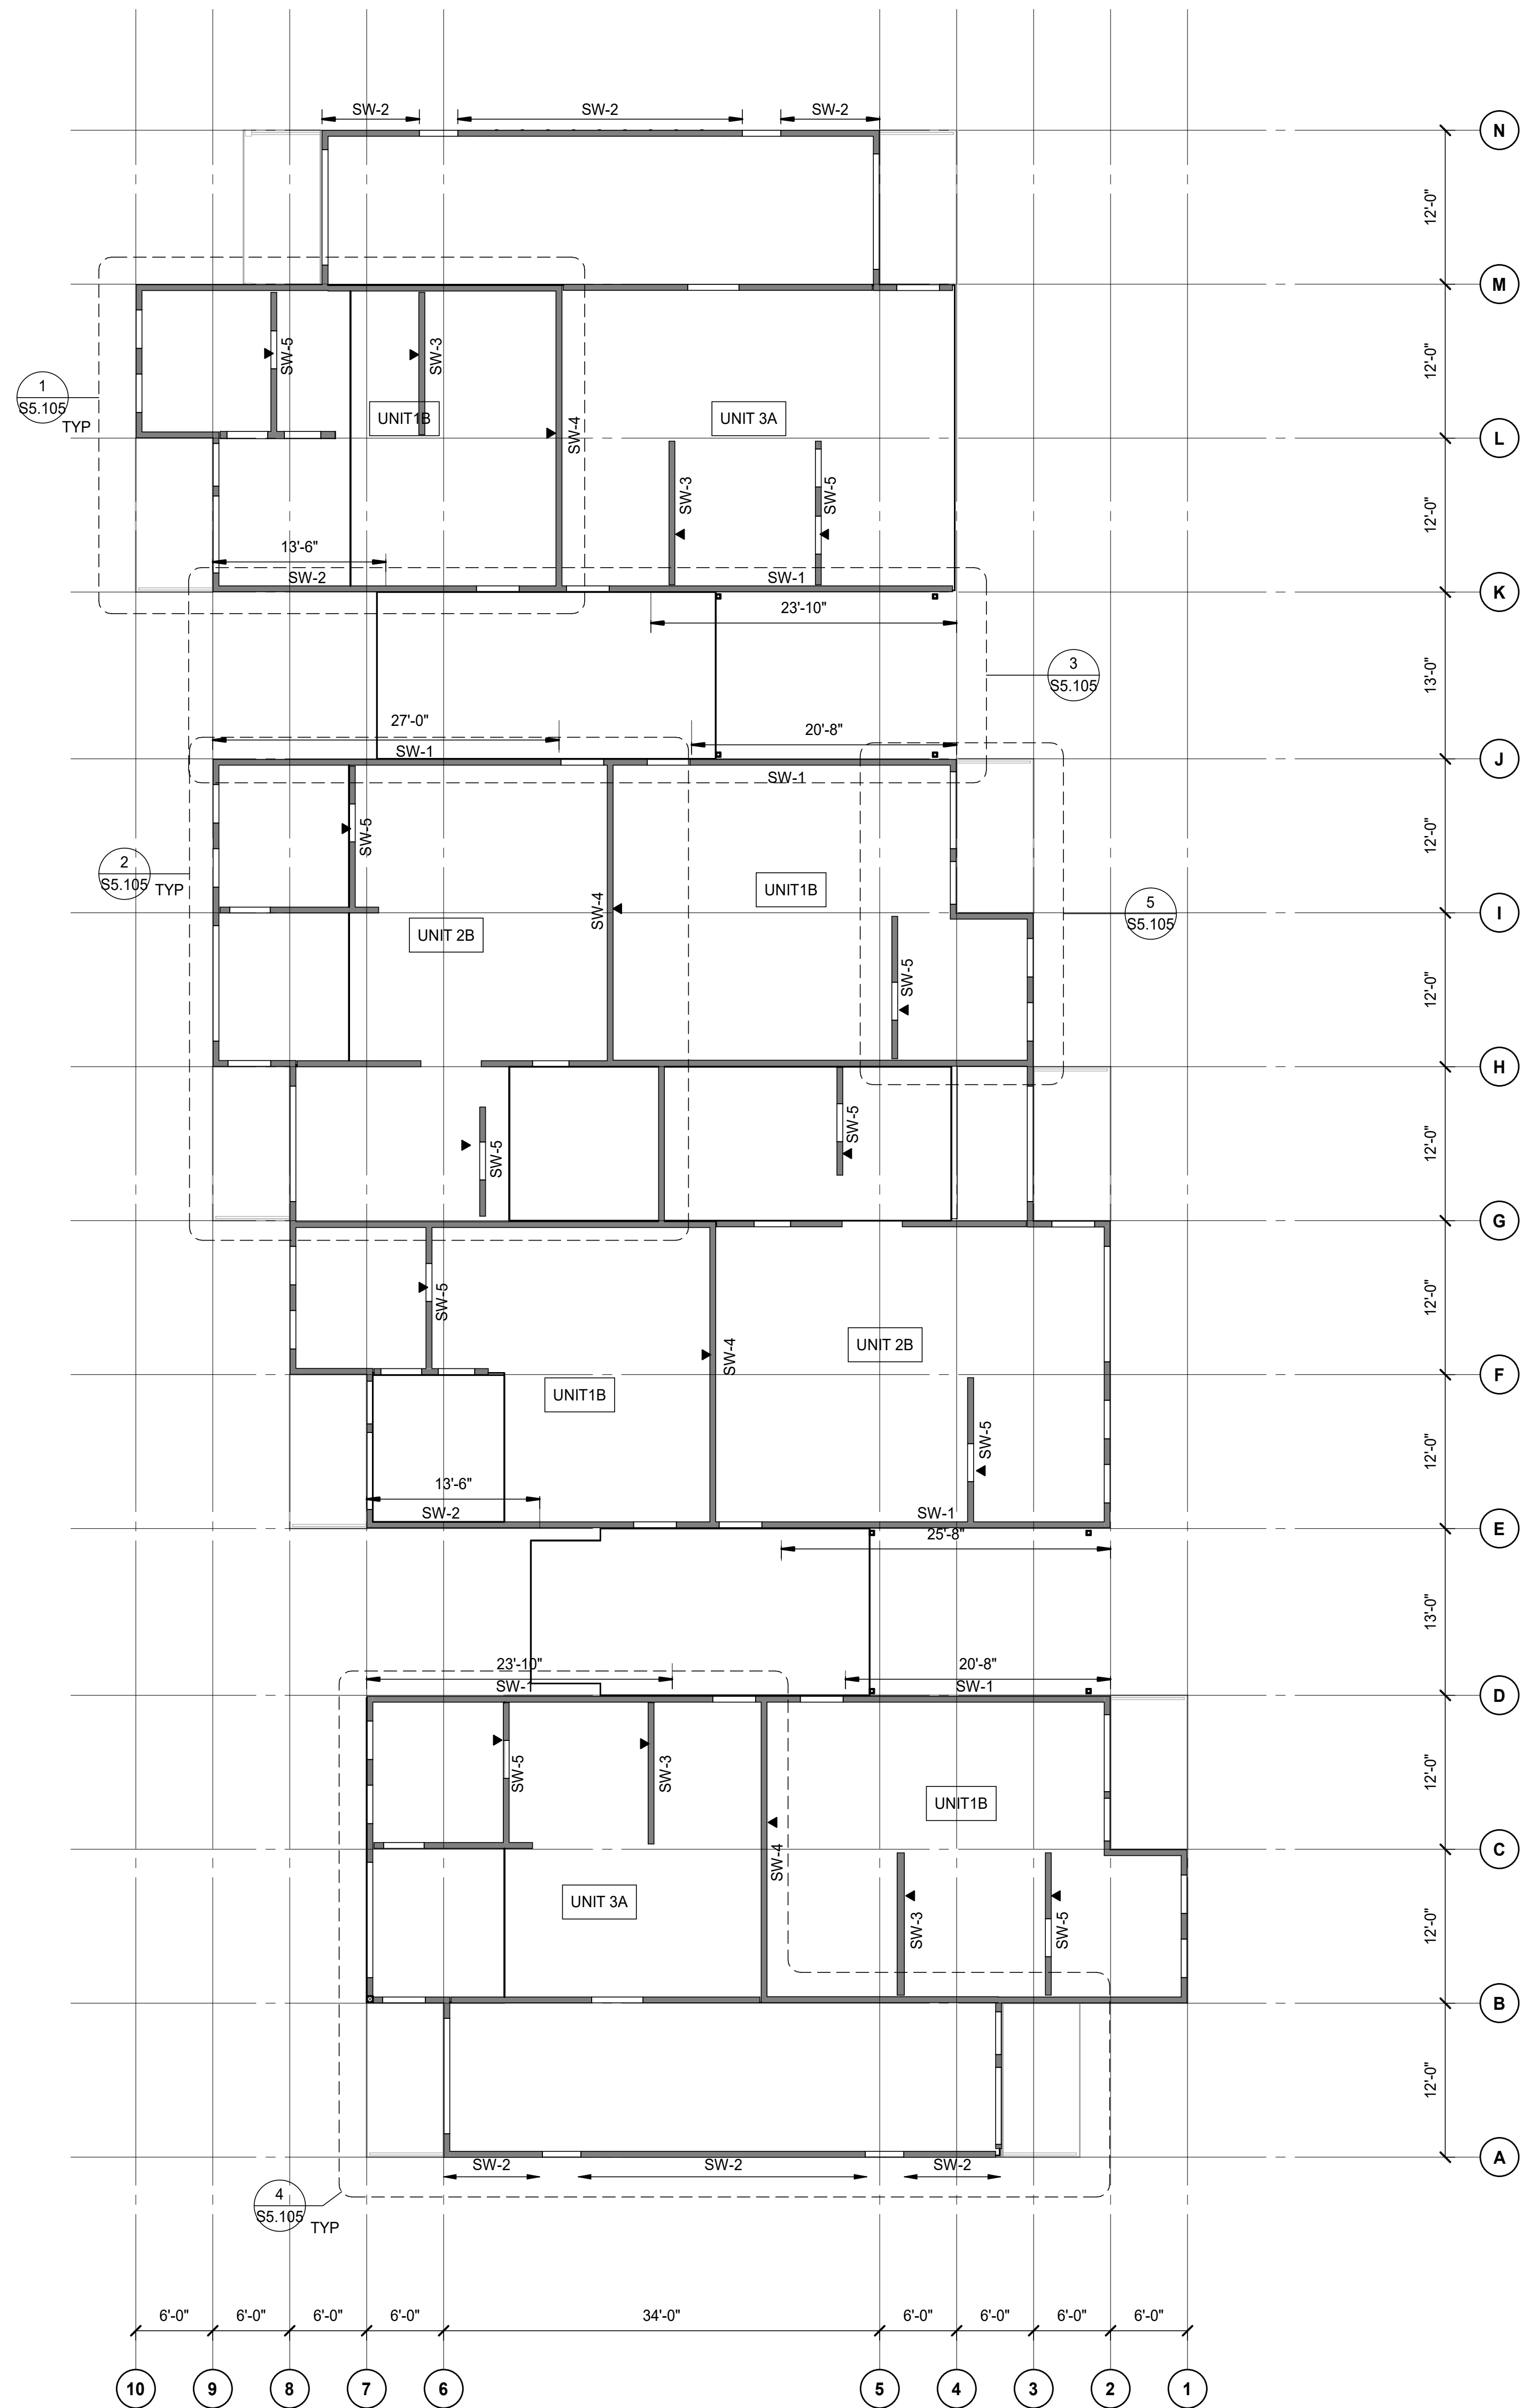 SW-2 SW-2 SW-2
N
12'-0"
M
SW-5
SW-3
12'-0"
1
S5.105
TYP
UNIT1B
SW-4
UNIT 3A
L
SW-3
SW-5
12'-0"
13'-6"
SW-2
SW-1
K
23'-10"
3
S5.105
13'-0"
27'-0"
SW-1
20'-8"
J
SW-1
SW-5
12'-0"
2
S5.105
TYP
UNIT1B
SW-4
5
S5.105
I
UNIT 2B
SW-5
12'-0"
H
SW-5
SW-5
12'-0"
G
SW-5
12'-0"
UNIT 2B
SW-4
F
UNIT1B
SW-5
12'-0"
13'-6"
SW-2
SW-1
E
25'-8"
13'-0"
23'-10"
SW-1
20'-8"
SW-1
D
SW-5
SW-3
12'-0"
UNIT1B
SW-4
C
UNIT 3A
SW-3
SW-5
12'-0"
B
12'-0"
A
SW-2 SW-2 SW-2
4
S5.105
TYP
6'-0" 6'-0" 6'-0" 6'-0" 34'-0" 6'-0" 6'-0" 6'-0" 6'-0"
10 9 8 7 6 5 4 3 2 1